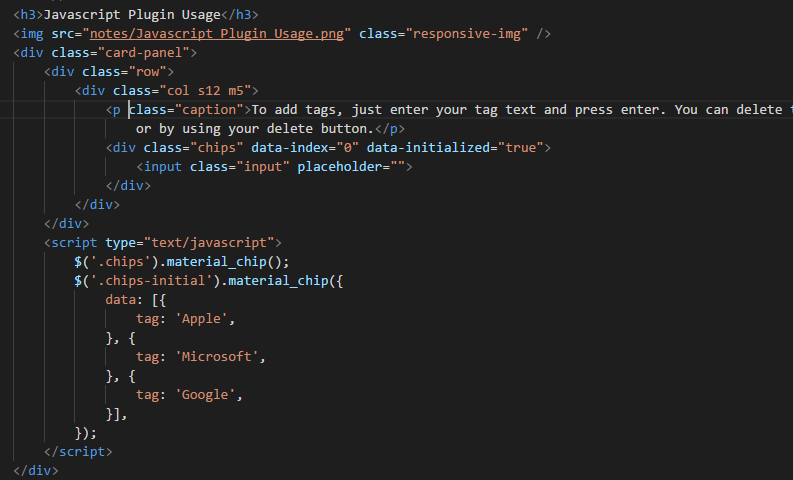 <h3>Javascript Plugin Usage</h3>
<img src="notes/Javascript Plugin Usage.png" class="responsive-img" />
<div class="card-panel">
    <div class="row">
        <div class="col s12 m5">
            <p class="caption">To add tags, just enter your tag text and press enter. You can delete
                or by using your delete button.</p>
            <div class="chips" data-index="0" data-initialized="true">
                <input class="input" placeholder="">
            </div>
        </div>
    </div>
    <script type="text/javascript">
        $('.chips').material_chip();
        $('.chips-initial').material_chip({
            data: [{
                tag: 'Apple',
            }, {
                tag: 'Microsoft',
            }, {
                tag: 'Google',
            }],
        });
    </script>
</div>